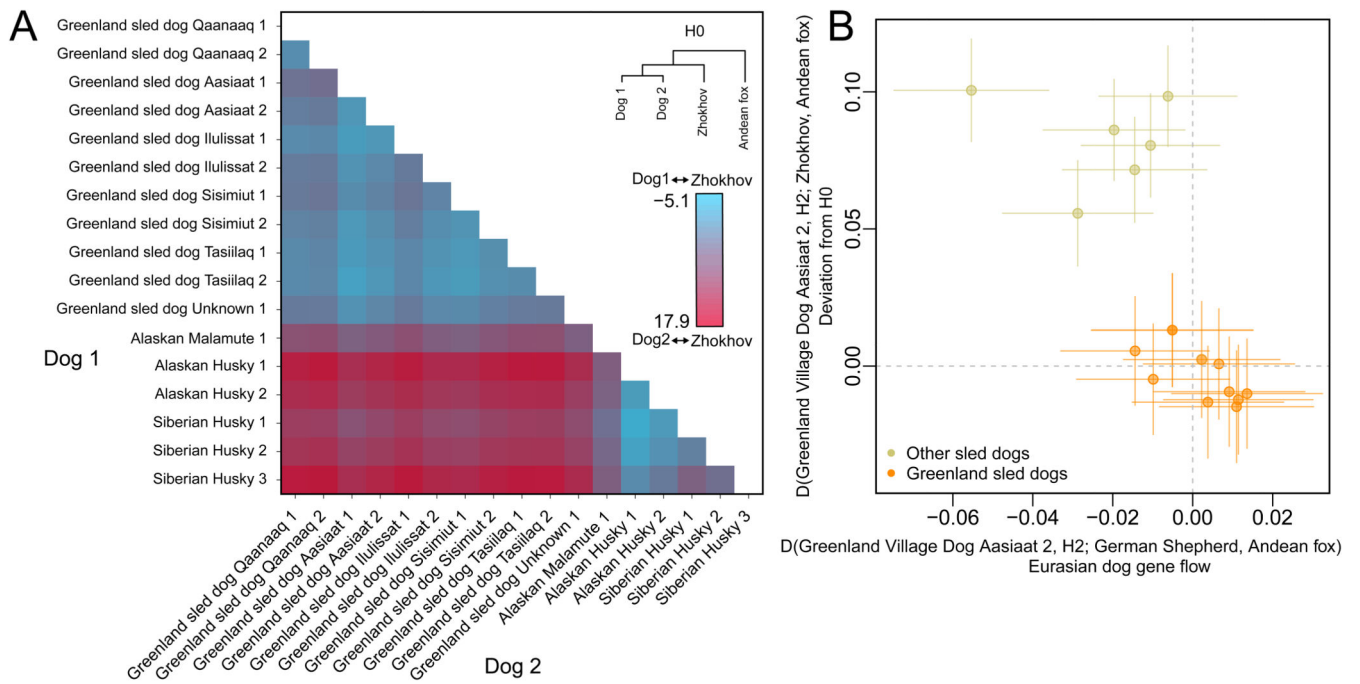 A
Greenland sled dog Qaanaaq 1
Greenland sled dog Qaanaaq 2
Greenland sled dog Aasiaat 1
Greenland sled dog Aasiaat 2
Greenland sled dog Ilulissat 1
Greenland sled dog Ilulissat 2
Greenland sled dog Sisimiut 1
Greenland sled dog Sisimiut 2
Greenland sled dog Tasiilaq 1
Greenland sled dog Tasiilaq 2
Greenland sled dog Unknown 1
Alaskan Malamute 1
Alaskan Husky 1
Alaskan Husky 2
Siberian Husky 1
Siberian Husky 2
Siberian Husky 3
Dog 1
H0
Dog 1
Dog 2
Zhokhov
Andean fox
Dog1↔Zhokhov
−5.1
17.9
Dog2↔Zhokhov
Greenland sled dog Qaanaaq 1
Greenland sled dog Qaanaaq 2
Greenland sled dog Aasiaat 1
Greenland sled dog Aasiaat 2
Greenland sled dog Ilulissat 1
Greenland sled dog Ilulissat 2
Greenland sled dog Sisimiut 1
Greenland sled dog Sisimiut 2
Greenland sled dog Tasiilaq 1
Greenland sled dog Tasiilaq 2
Greenland sled dog Unknown 1
Alaskan Malamute 1
Alaskan Husky 1
Alaskan Husky 2
Siberian Husky 1
Siberian Husky 2
Siberian Husky 3
Dog 2
B
D(Greenland Village Dog Aasiaat 2, H2; Zhokhov, Andean fox)
Deviation from H0
0.10
0.05
0.00
Other sled dogs
Greenland sled dogs
−0.06
−0.04
−0.02
0.00
0.02
D(Greenland Village Dog Aasiaat 2, H2; German Shepherd, Andean fox)
Eurasian dog gene flow